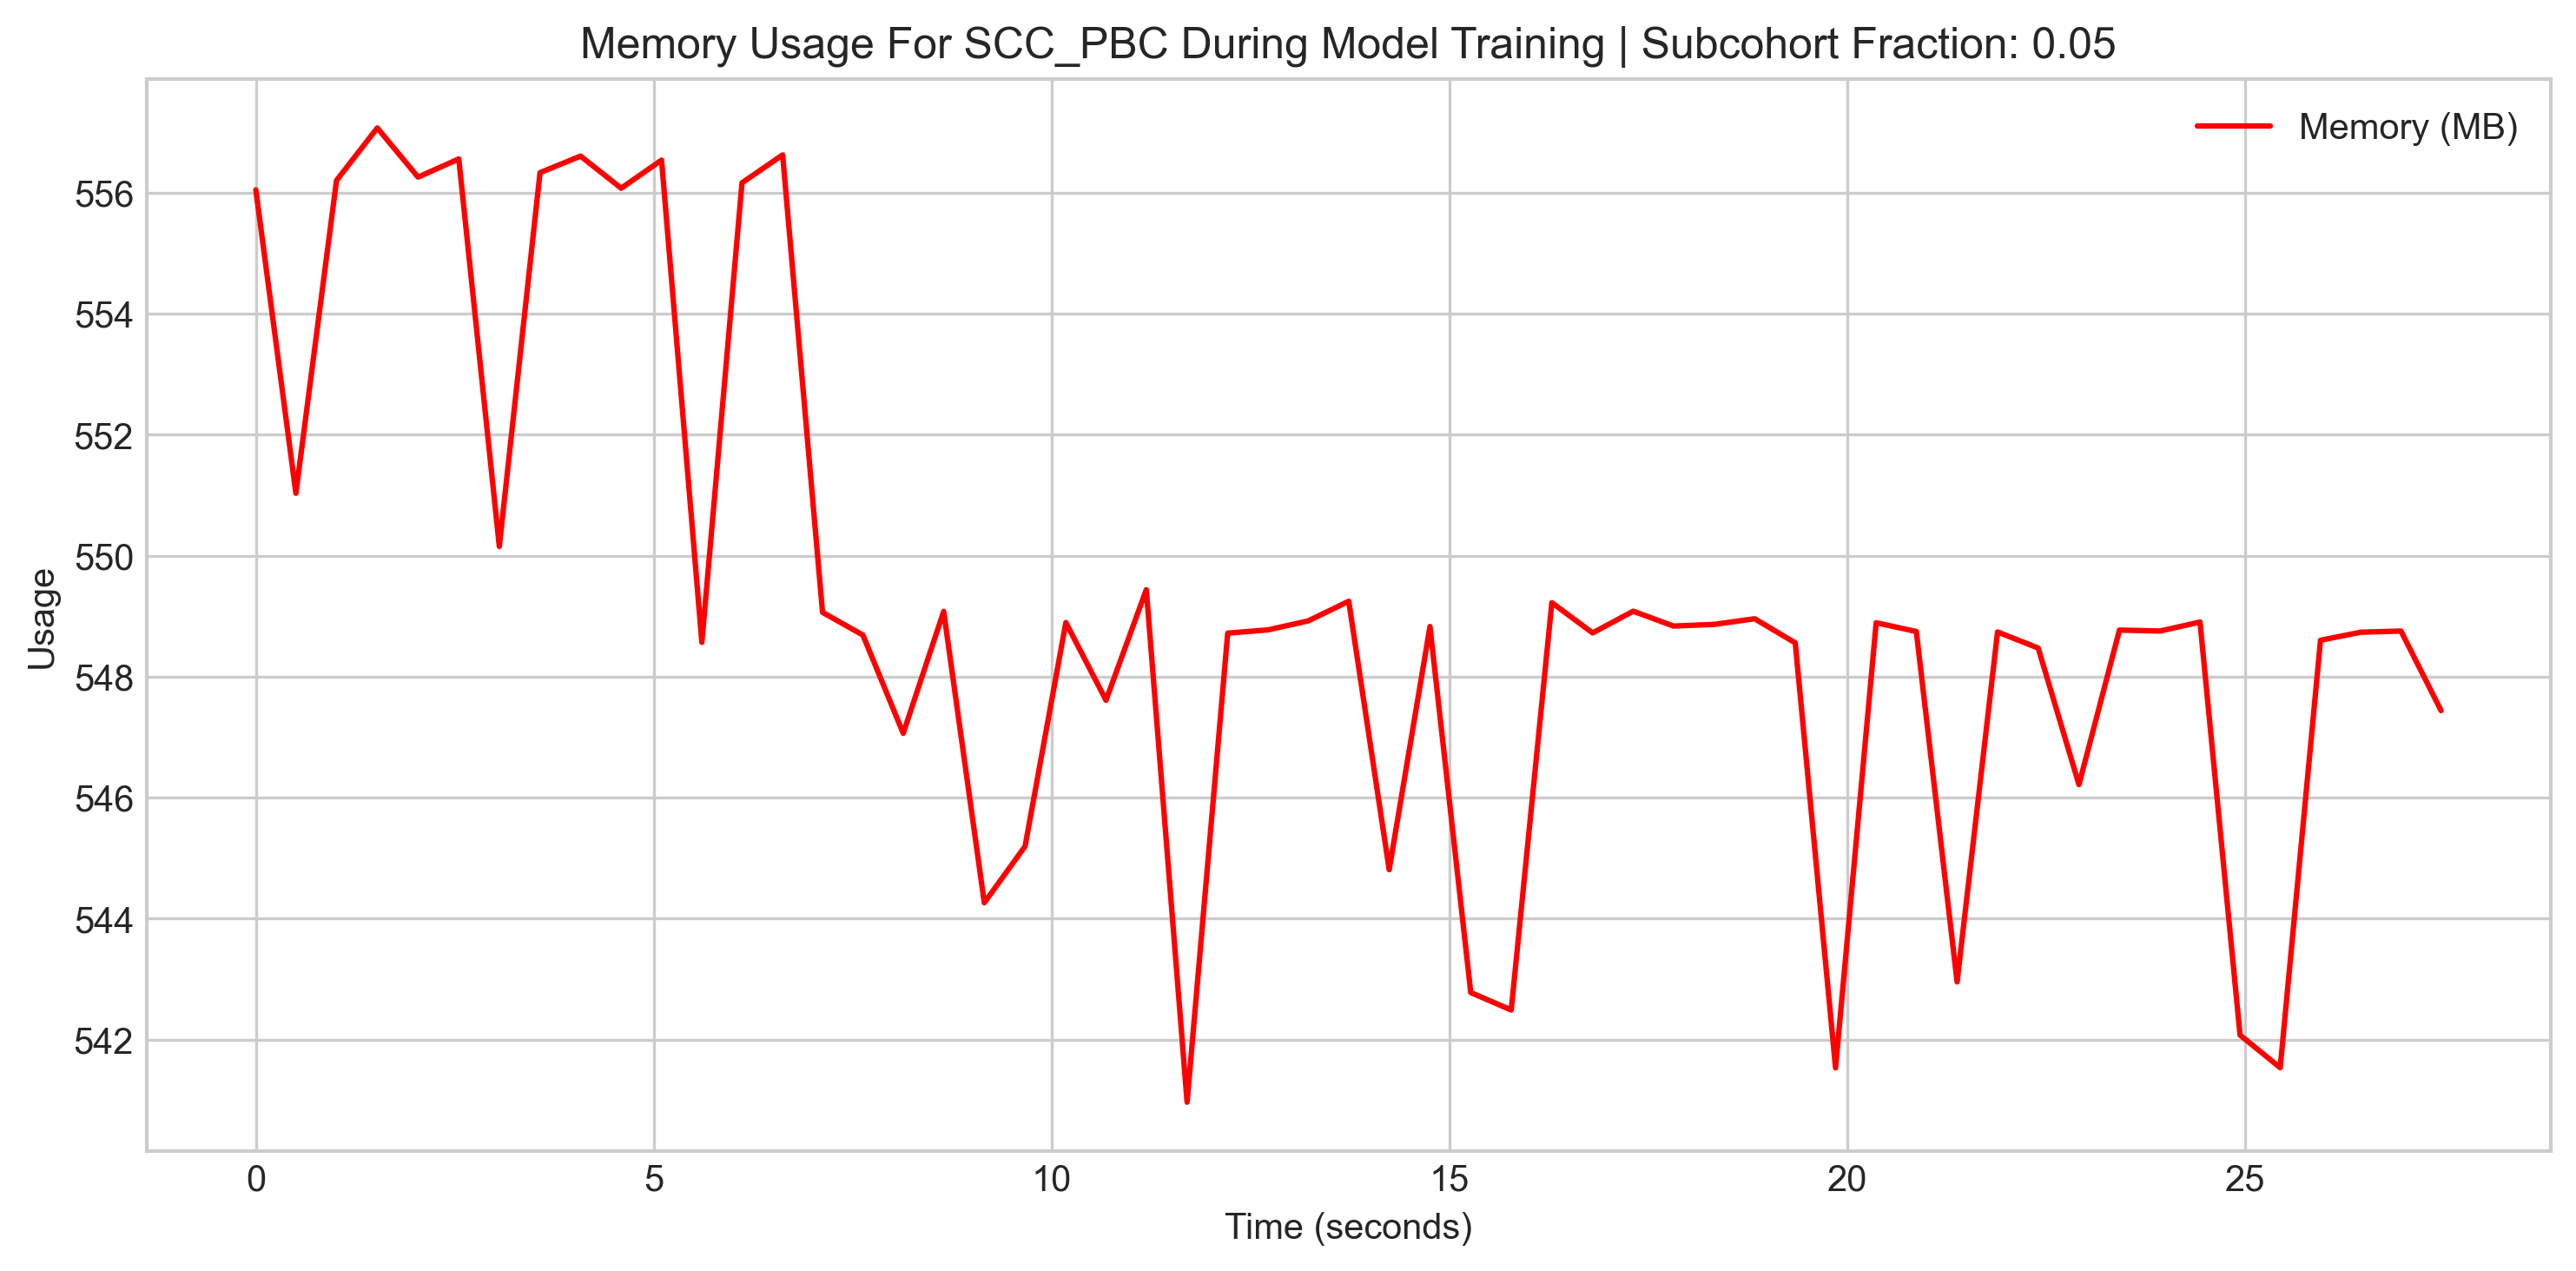 Memory Usage For SCC_PBC During Model Training | Subcohort Fraction: 0.05
Memory (MB)
556
554
552
550
548
546
544
542
Usage
0 5 10 15 20 25
Time (seconds)